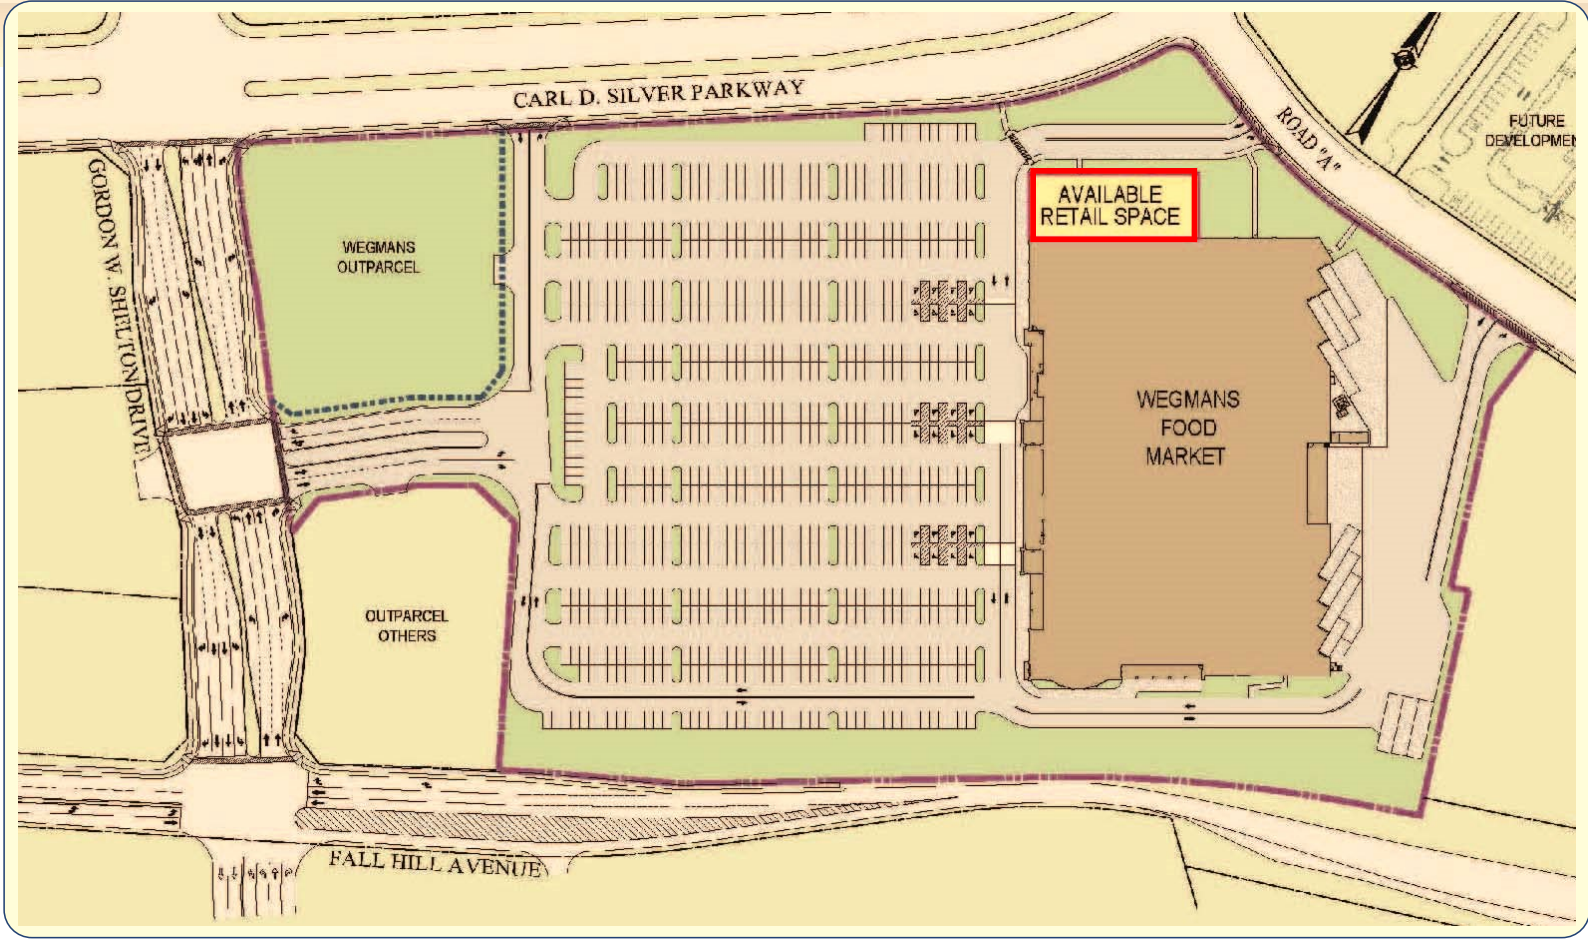 CARL D. SILVER PARKWAY
ROAD "A"
FUTURE
DEVELOPMEN
GORDON W. SHELTON DRIVE
AVAILABLE
RETAIL SPACE
WEGMANS
OUTPARCEL
WEGMANS
FOOD
MARKET
OUTPARCEL
OTHERS
FALL HILL AVENUE